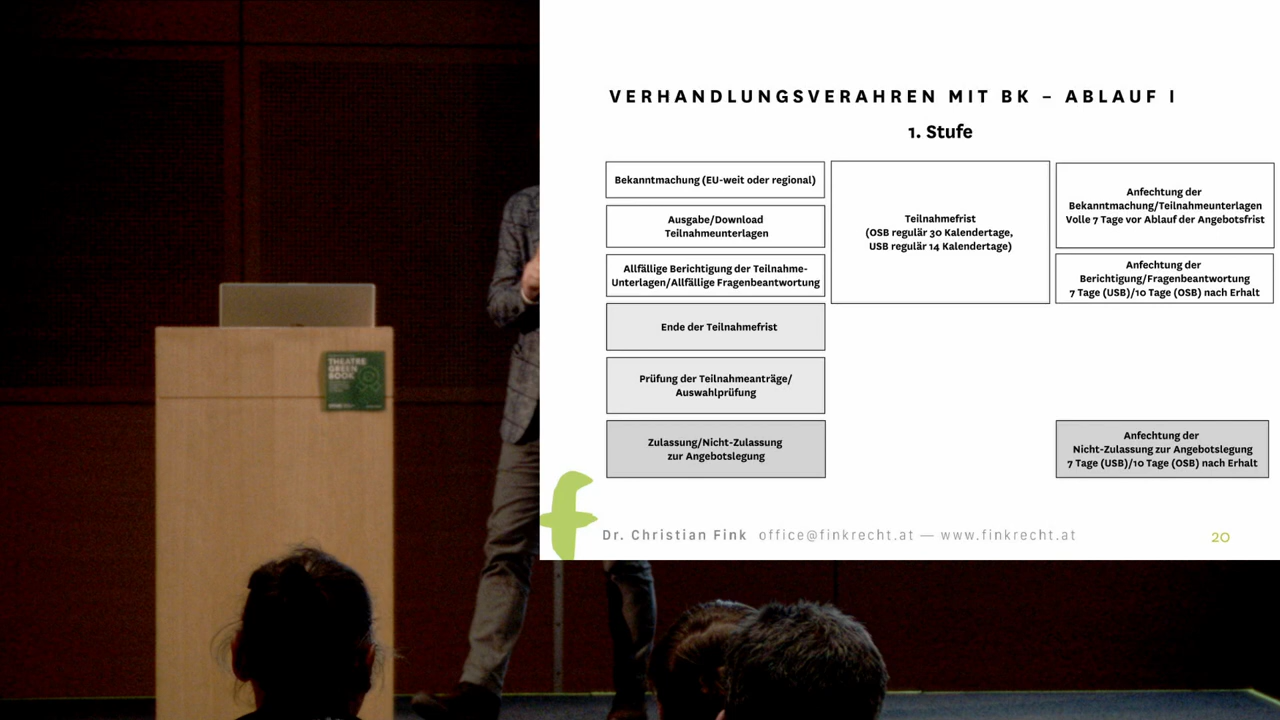 VERHANDLUNGSVERAHREN MIT BK – ABLAUF I
1. Stufe
Bekanntmachung (EU-weit oder regional)
Ausgabe/Download
Teilnahmeunterlagen
Allfällige Berichtigung der Teilnahme-
Unterlagen/Allfällige Fragenbeantwortung
Ende der Teilnahmefrist
Prüfung der Teilnahmeanträge/
Auswahlprüfung
Zulassung/Nicht-Zulassung
zur Angebotslegung
Teilnahmefrist
(OSB regulär 30 Kalendertage,
USB regulär 14 Kalendertage)
Anfechtung der
Bekanntmachung/Teilnahmeunterlagen
Volle 7 Tage vor Ablauf der Angebotsfrist
Anfechtung der
Berichtigung/Fragenbeantwortung
7 Tage (USB)/10 Tage (OSB) nach Erhalt
Anfechtung der
Nicht-Zulassung zur Angebotslegung
7 Tage (USB)/10 Tage (OSB) nach Erhalt
Dr. Christian Fink office@finkrecht.at — www.finkrecht.at
20
THEATRE
GREEN
BOOK